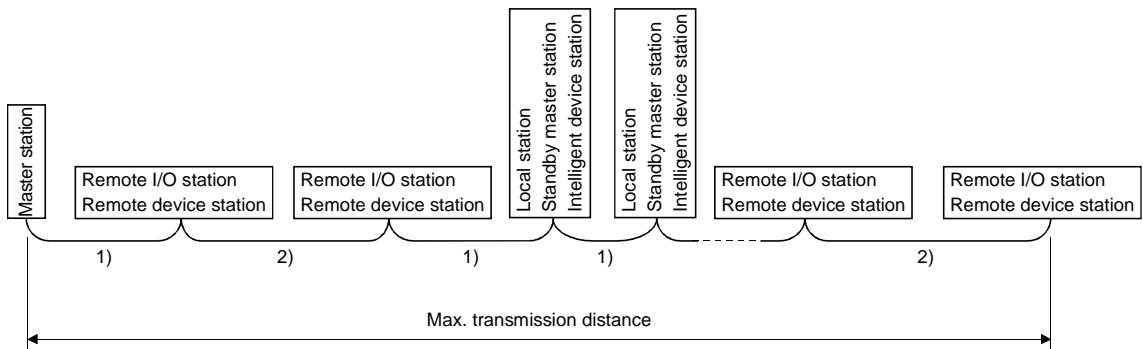 Master station
Remote I/O station
Remote device station
Remote I/O station
Remote device station
Local station
Standby master station
Intelligent device station
Local station
Standby master station
Intelligent device station
Remote I/O station
Remote device station
Remote I/O station
Remote device station
1)
2)
1)
1)
2)
Max. transmission distance